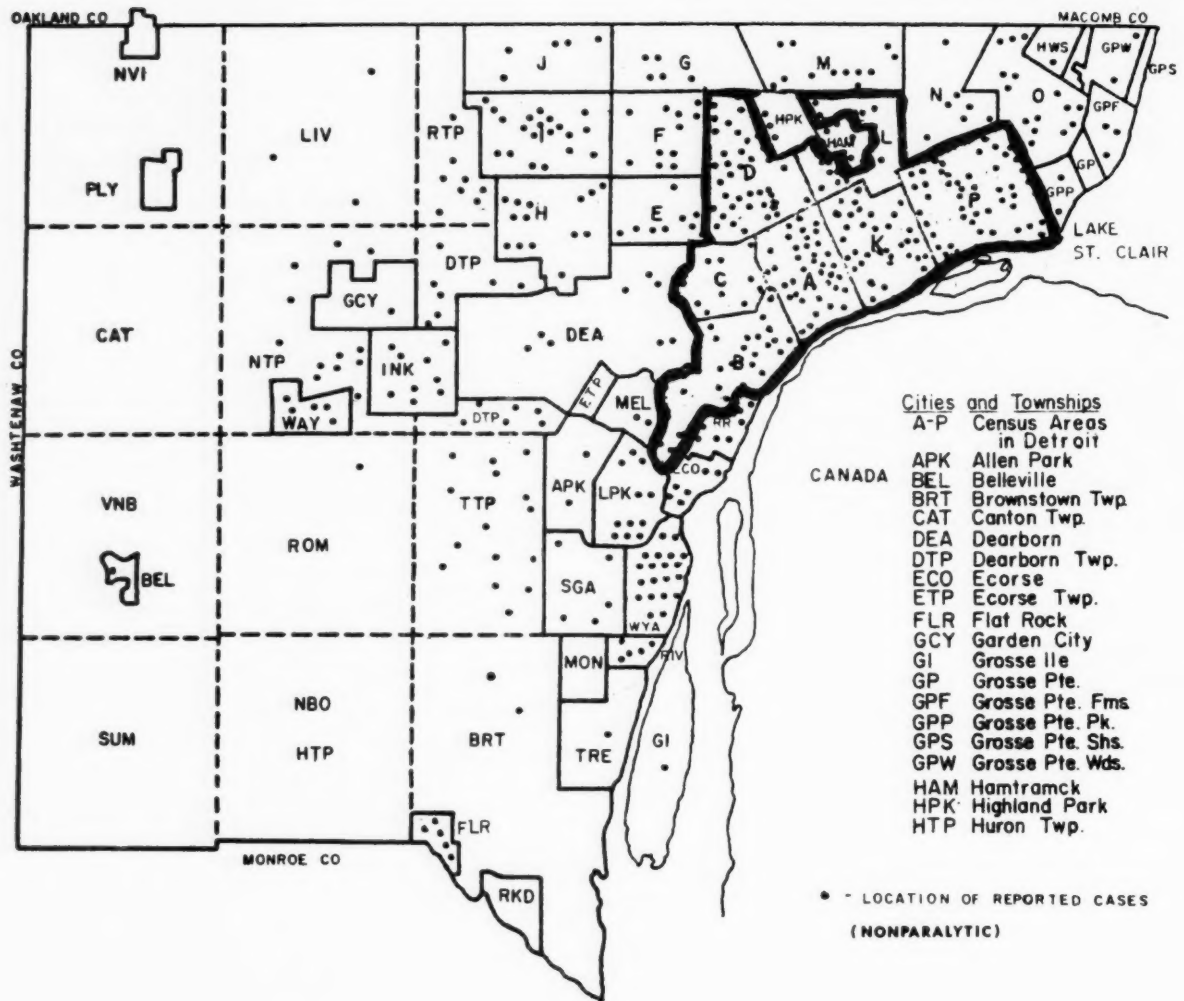 OAKLAND CO
MACOMB CO
NVI
J
G
M
HWS
GPW
GPS
LIV
RTP
I
F
HPK
HAM
L
N
O
GPF
PLY
D
P
GP
GPP
H
E
LAKE
ST. CLAIR
DTP
K
GCY
C
A
CAT
DEA
NTP
INK
B
WASHTENAW CO
WAY
DTP
ETP
MEL
RR
ECO
CANADA
VNB
ROM
TTP
APK
LPK
BEL
SGA
WYA
RIV
MON
NBO
SUM
HTP
BRT
TRE
GI
FLR
MONROE CO
RKD
Cities and Townships
A-P Census Areas
in Detroit
APK Allen Park
BEL Belleville
BRT Brownstown Twp.
CAT Canton Twp.
DEA Dearborn
DTP Dearborn Twp.
ECO Ecorse
ETP Ecorse Twp.
FLR Flat Rock
GCY Garden City
GI Grosse Ile
GP Grosse Pte.
GPF Grosse Pte. Fms.
GPP Grosse Pte. Pk.
GPS Grosse Pte. Shs.
GPW Grosse Pte. Wds.
HAM Hamtramck
HPK Highland Park
HTP Huron Twp.
• - LOCATION OF REPORTED CASES
(NONPARALYTIC)